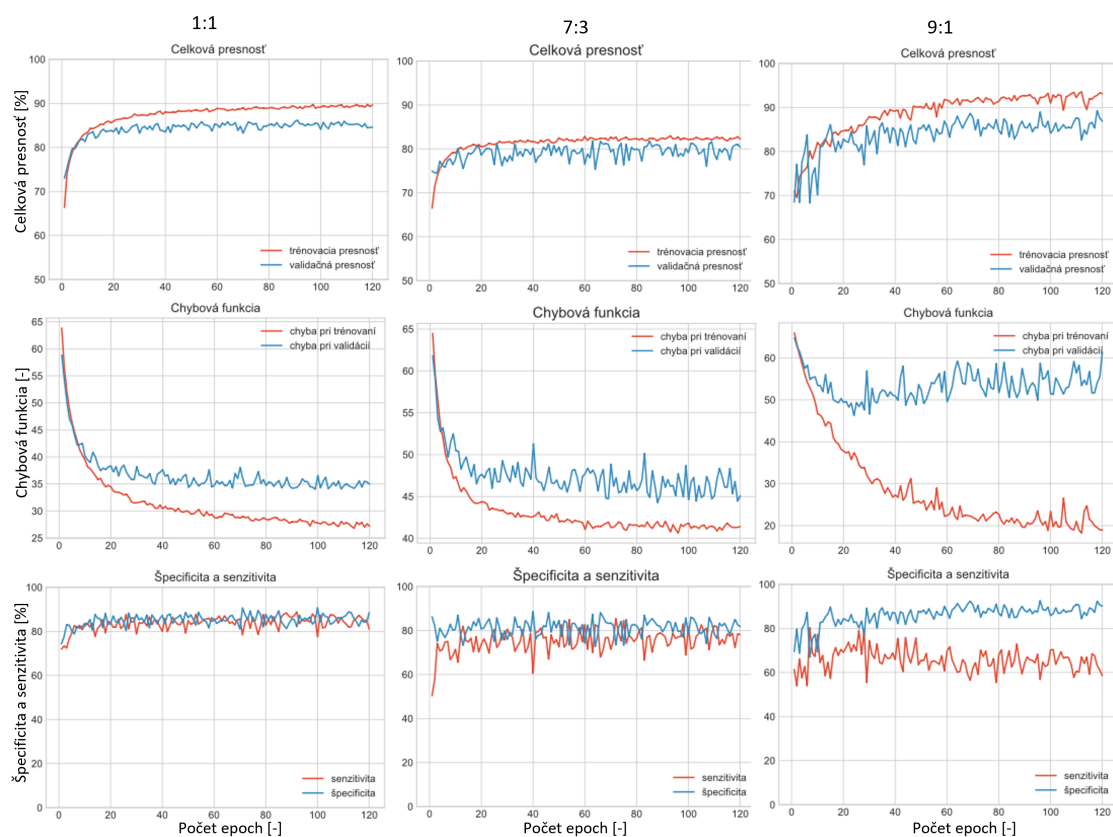 1:1
7:3
9:1
Celková presnosť
Celková presnosť
Celková presnosť
Celková presnosť [%]
100
90
80
70
60
50
trénovacia presnosť
validačná presnosť
0 20 40 60 80 100 120
100
90
80
70
60
50
trénovacia presnosť
validačná presnosť
0 20 40 60 80 100 120
100
90
80
70
60
50
trénovacia presnosť
validačná presnosť
0 20 40 60 80 100 120
Chybová funkcia
Chybová funkcia
Chybová funkcia
Chybová funkcia [-]
65
60
55
50
45
40
35
30
25
chyba pri trénovaní
chyba pri validácií
0 20 40 60 80 100 120
65
60
55
50
45
40
chyba pri trénovaní
chyba pri validácií
0 20 40 60 80 100 120
60
50
40
30
20
chyba pri trénovaní
chyba pri validácií
0 20 40 60 80 100 120
Špecificita a senzitivita
Špecificita a senzitivita
Špecificita a senzitivita
Špecificita a senzitivita [%]
100
80
60
40
20
0
senzitivita
špecificita
0 20 40 60 80 100 120
100
80
60
40
20
0
senzitivita
špecificita
0 20 40 60 80 100 120
100
80
60
40
20
0
senzitivita
špecificita
0 20 40 60 80 100 120
Počet epoch [-]
Počet epoch [-]
Počet epoch [-]